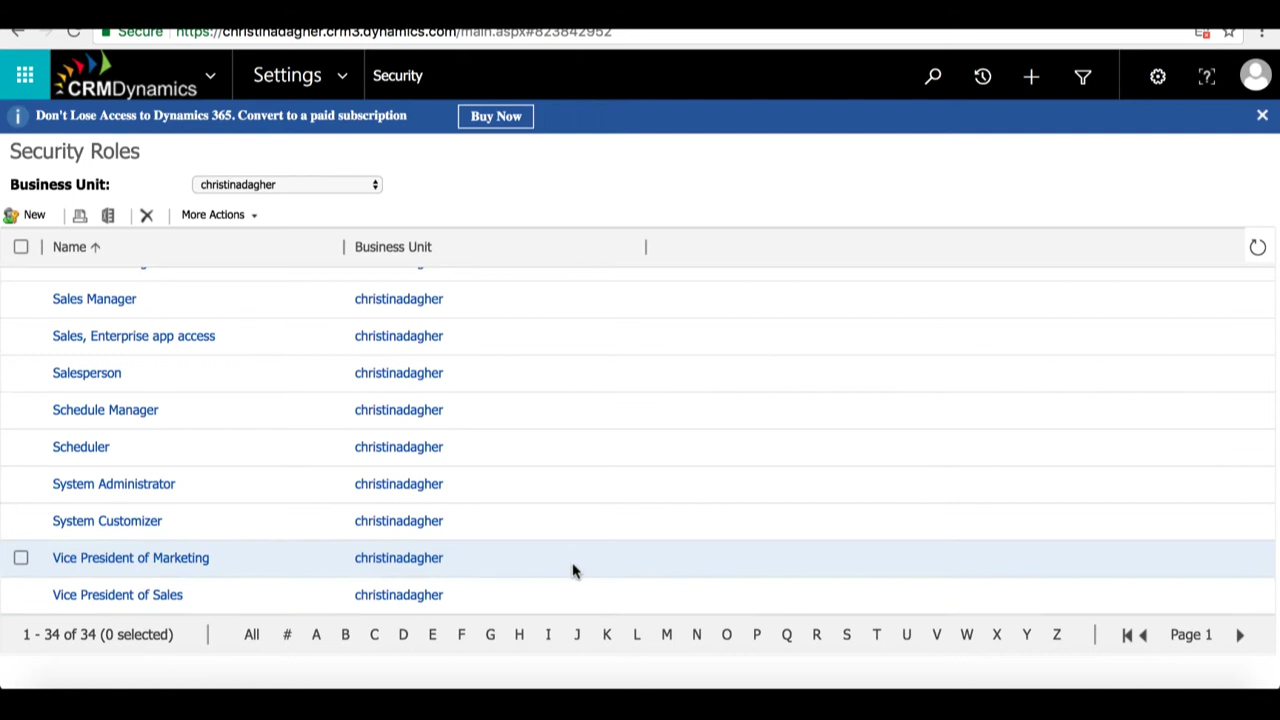 Secure https://christinadagher.crm3.dynamics.com/main.aspx#823842952
CRMDynamics
Settings
Security
Don't Lose Access to Dynamics 365. Convert to a paid subscription
Buy Now
Security Roles
Business Unit: christinadagher
New
More Actions
Name Business Unit
Sales Manager christinadagher
Sales, Enterprise app access christinadagher
Salesperson christinadagher
Schedule Manager christinadagher
Scheduler christinadagher
System Administrator christinadagher
System Customizer christinadagher
Vice President of Marketing christinadagher
Vice President of Sales christinadagher
1 - 34 of 34 (0 selected) All # A B C D E F G H I J K L M N O P Q R S T U V W X Y Z Page 1